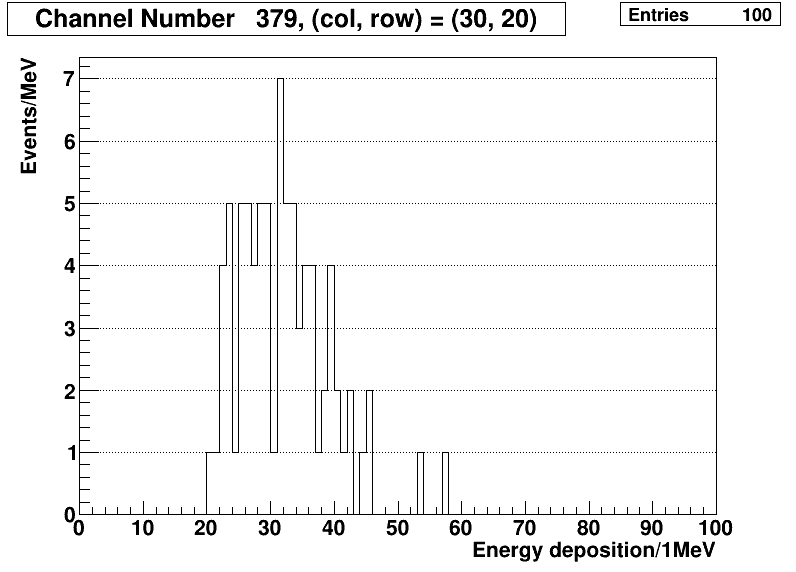 Channel Number 379, (col, row) = (30, 20)
Entries 100
Events/MeV
7
6
5
4
3
2
1
0
0 10 20 30 40 50 60 70 80 90 100
Energy deposition/1MeV